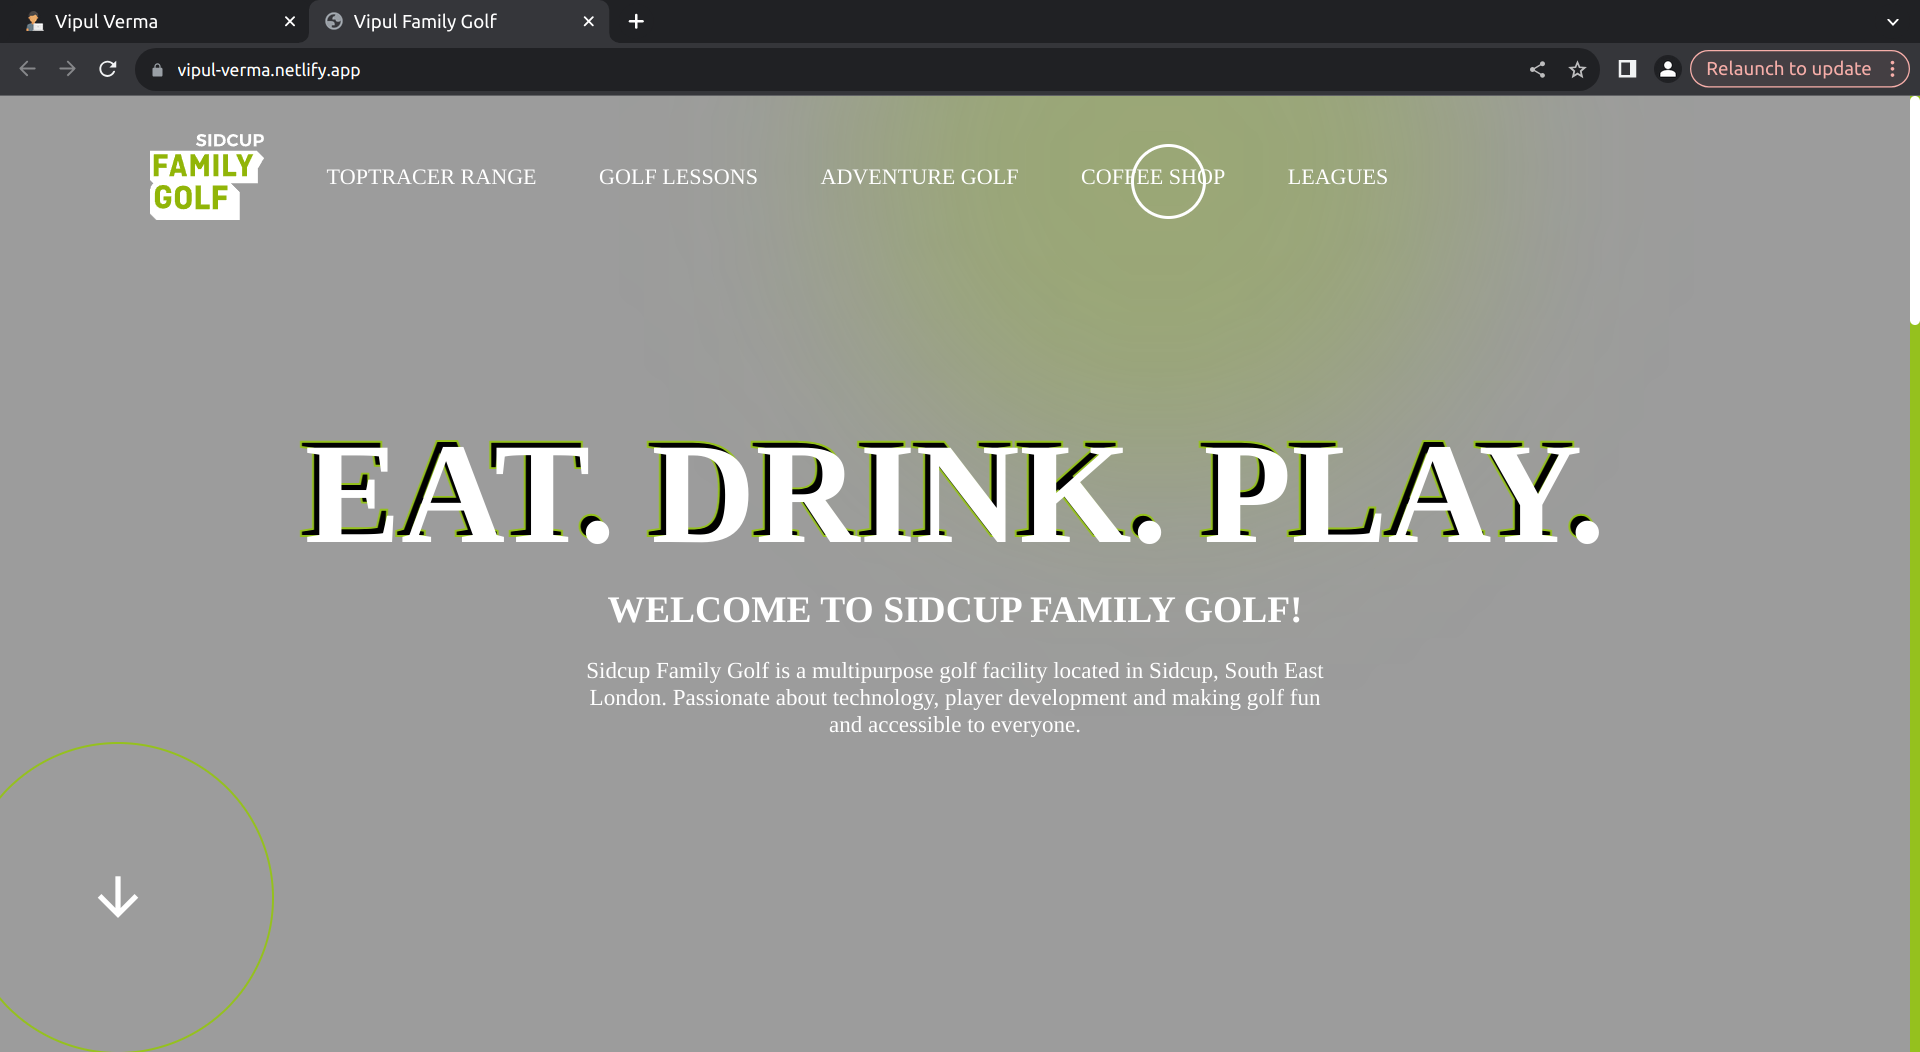 Vipul Verma
Vipul Family Golf
vipul-verma.netlify.app
Relaunch to update
SIDCUP
FAMILY
GOLF
TOPTRACER RANGE
GOLF LESSONS
ADVENTURE GOLF
COFFEE SHOP
LEAGUES
EAT. DRINK. PLAY.
WELCOME TO SIDCUP FAMILY GOLF!
Sidcup Family Golf is a multipurpose golf facility located in Sidcup, South East
London. Passionate about technology, player development and making golf fun
and accessible to everyone.